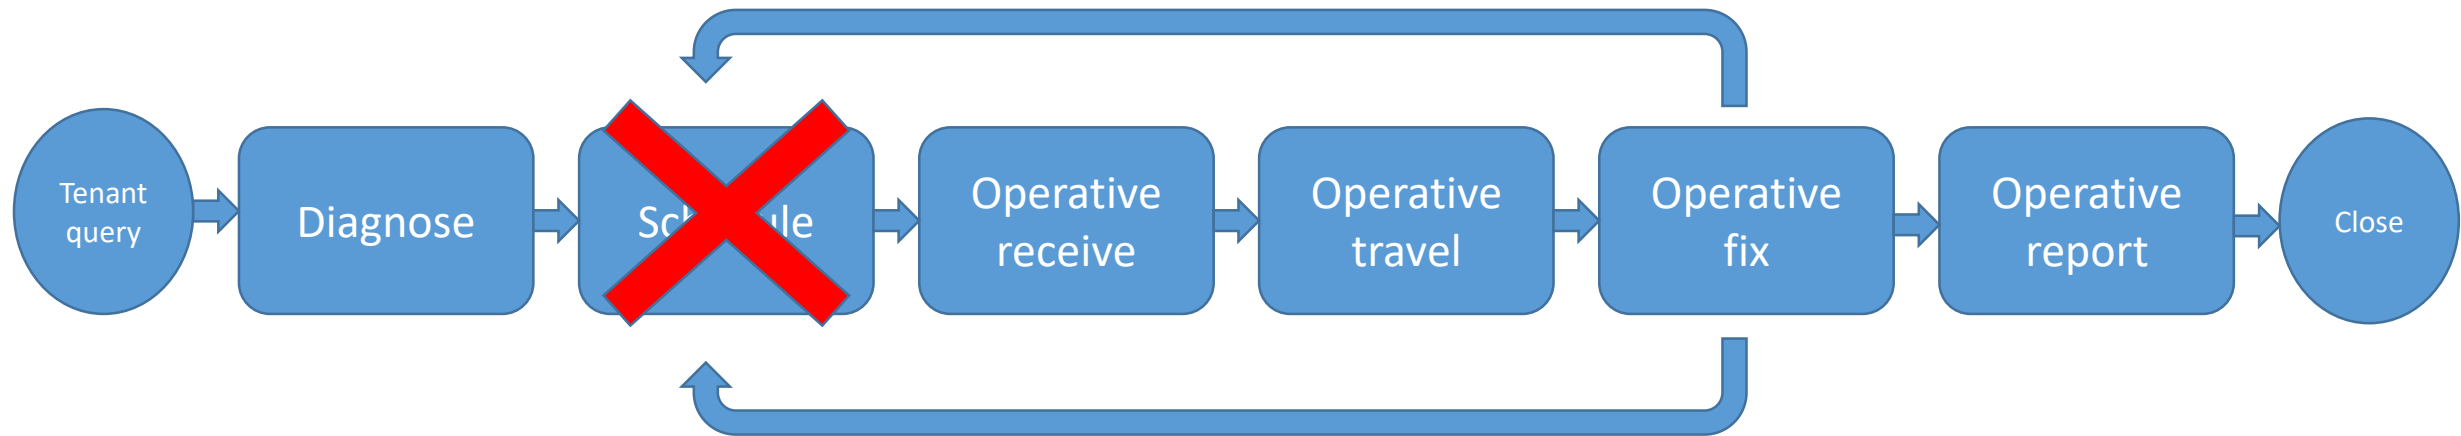 Tenant
query
Diagnose
Operative
receive
Operative
travel
Operative
fix
Operative
report
Close